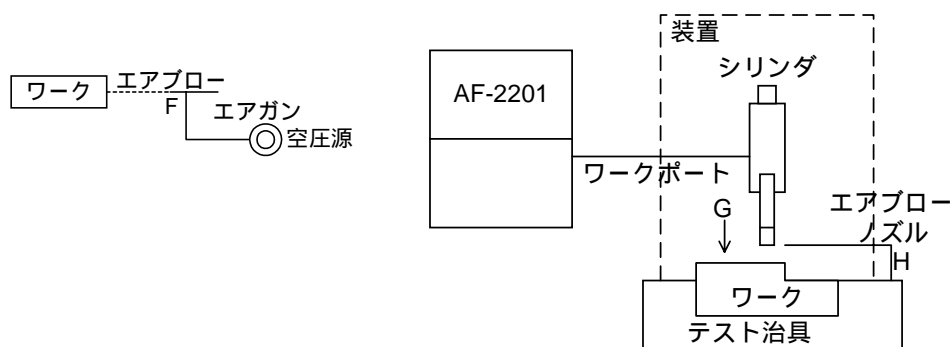 エアブロー
ワーク
F
エアガン
空圧源
AF-2201
ワークポート
装置
シリンダ
G
エアブロー
ノズル
H
ワーク
テスト治具